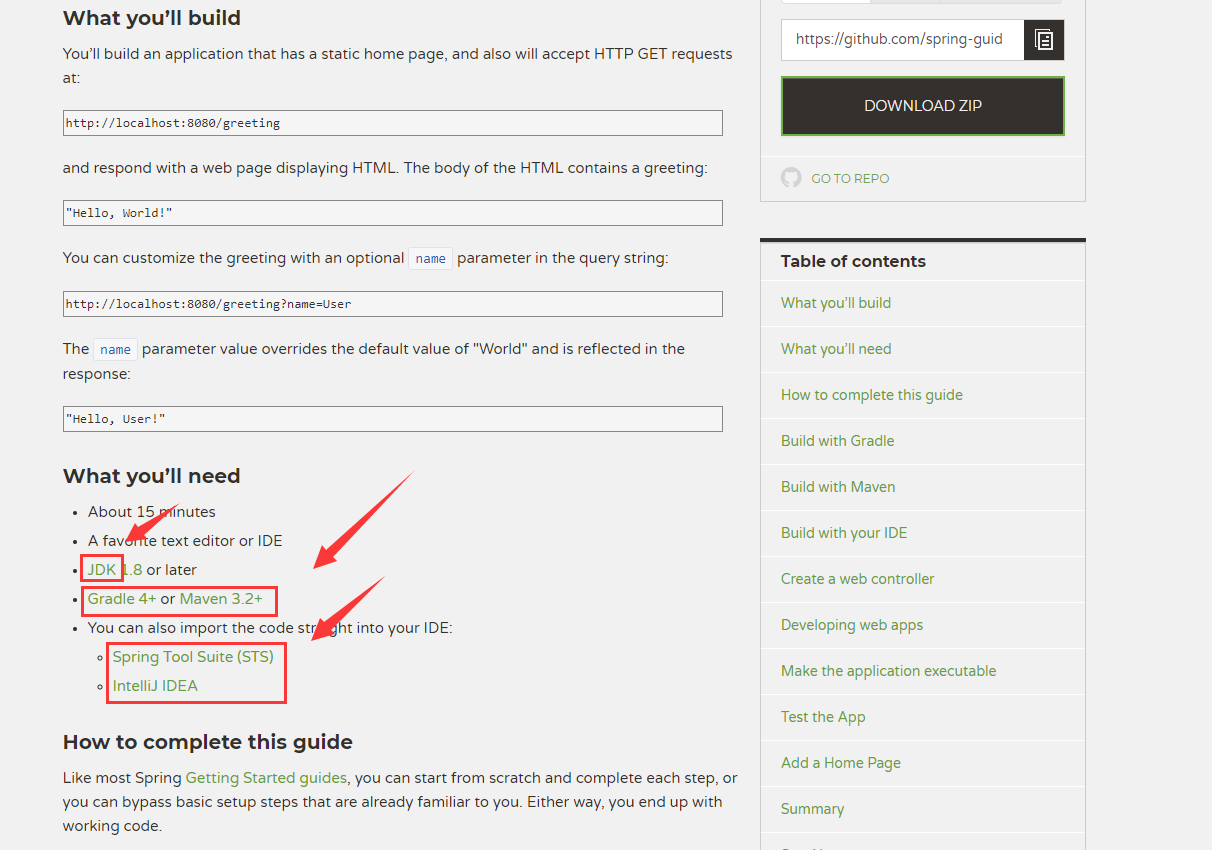 What you’ll build
You’ll build an application that has a static home page, and also will accept HTTP GET requests
at:
http://localhost:8080/greeting
and respond with a web page displaying HTML. The body of the HTML contains a greeting:
"Hello, World!"
You can customize the greeting with an optional name parameter in the query string:
http://localhost:8080/greeting?name=User
The name parameter value overrides the default value of "World" and is reflected in the
response:
"Hello, User!"
What you’ll need
About 15 minutes
A favorite text editor or IDE
JDK 1.8 or later
Gradle 4+ or Maven 3.2+
You can also import the code straight into your IDE:
Spring Tool Suite (STS)
IntelliJ IDEA
How to complete this guide
Like most Spring Getting Started guides, you can start from scratch and complete each step, or
you can bypass basic setup steps that are already familiar to you. Either way, you end up with
working code.
https://github.com/spring-guid
DOWNLOAD ZIP
GO TO REPO
Table of contents
What you’ll build
What you’ll need
How to complete this guide
Build with Gradle
Build with Maven
Build with your IDE
Create a web controller
Developing web apps
Make the application executable
Test the App
Add a Home Page
Summary